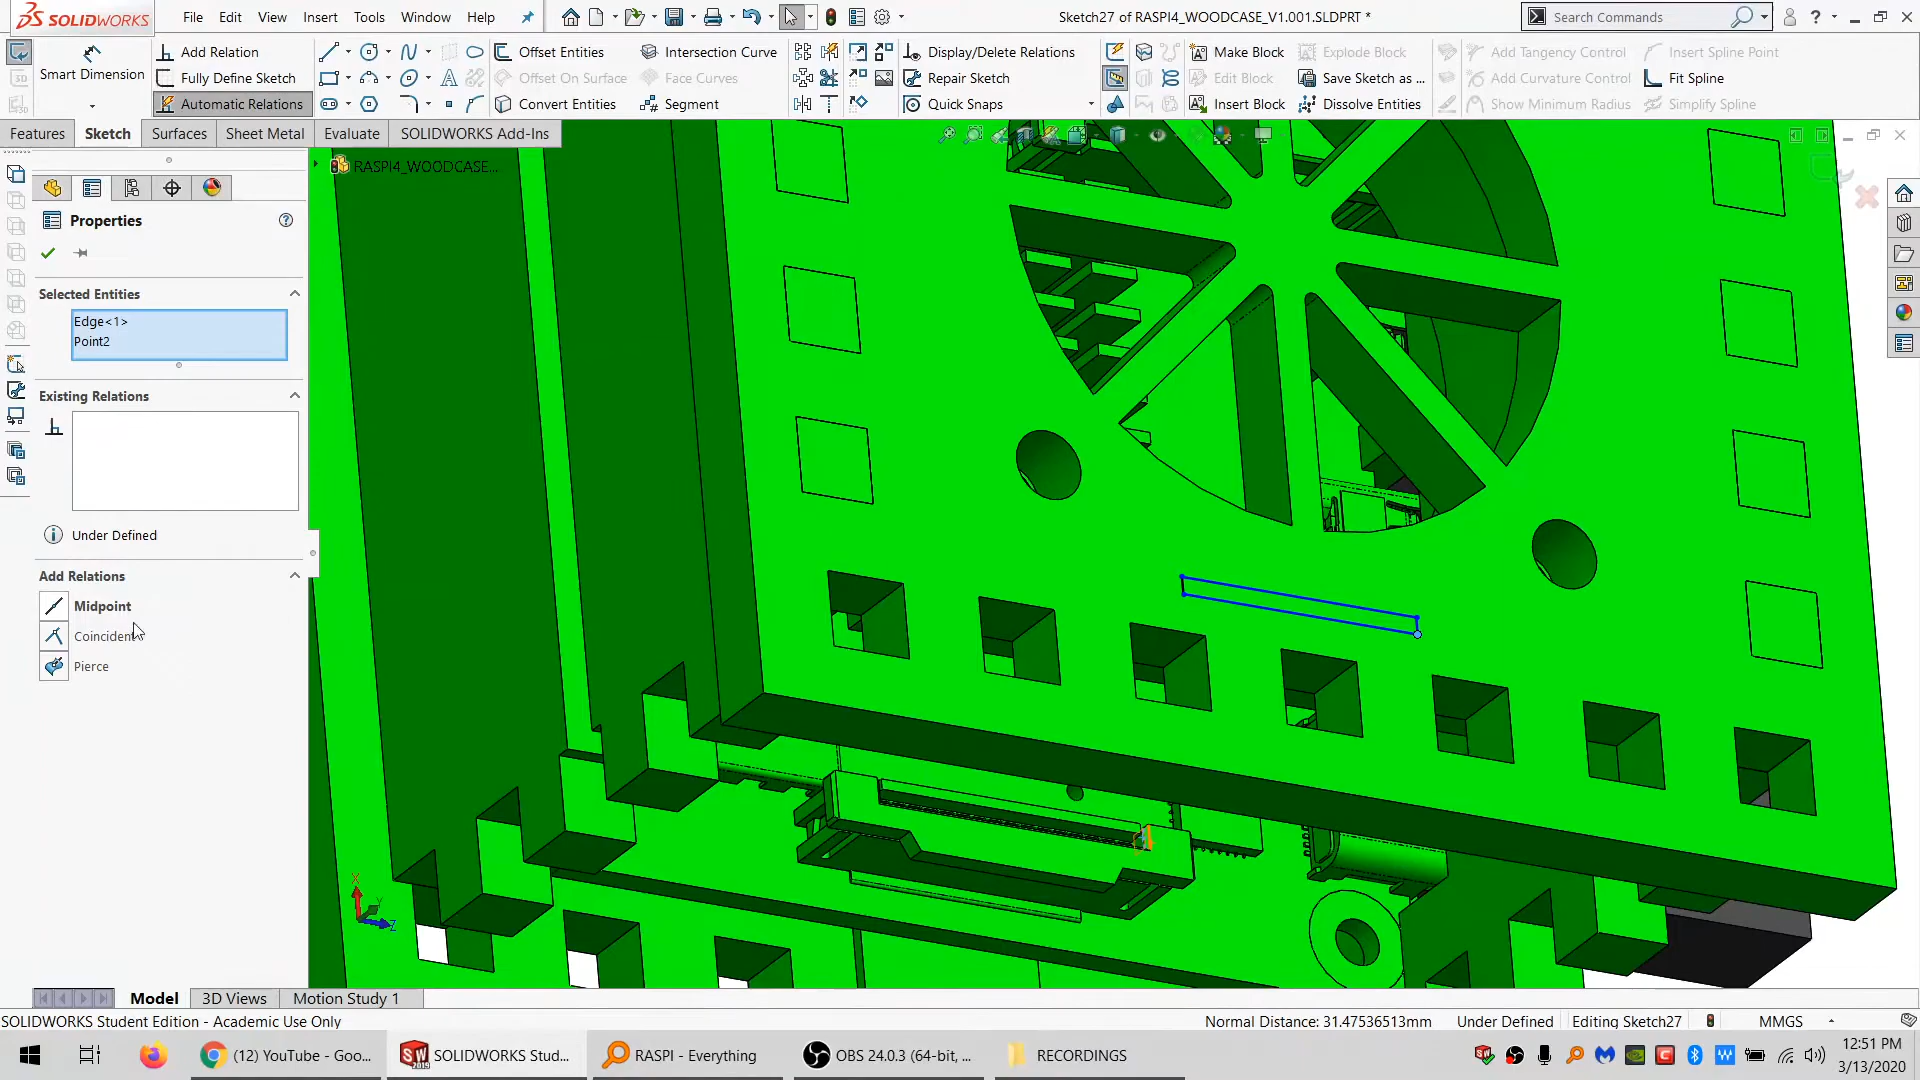 SOLIDWORKS File Edit View Insert Tools Window Help
Sketch27 of RASPI4_WOODCASE_V1.001.SLDPRT *
Search Commands
Smart Dimension
Add Relation
Fully Define Sketch
Automatic Relations
Offset Entities
Offset On Surface
Convert Entities
Intersection Curve
Face Curves
Segment
Display/Delete Relations
Repair Sketch
Quick Snaps
Make Block
Edit Block
Insert Block
Explode Block
Save Sketch as ...
Dissolve Entities
Add Tangency Control
Add Curvature Control
Show Minimum Radius
Insert Spline Point
Fit Spline
Simplify Spline
Features Sketch Surfaces Sheet Metal Evaluate SOLIDWORKS Add-Ins
RASPI4_WOODCASE...
Properties
Selected Entities
Edge<1>
Point2
Existing Relations
Under Defined
Add Relations
Midpoint
Coincident
Pierce
X
Y
Z
Model 3D Views Motion Study 1
SOLIDWORKS Student Edition - Academic Use Only
Normal Distance: 31.47536513mm Under Defined Editing Sketch27 MMGS
(12) YouTube - Goo...
SOLIDWORKS Stud...
RASPI - Everything
OBS 24.0.3 (64-bit, ...
RECORDINGS
12:51 PM
3/13/2020